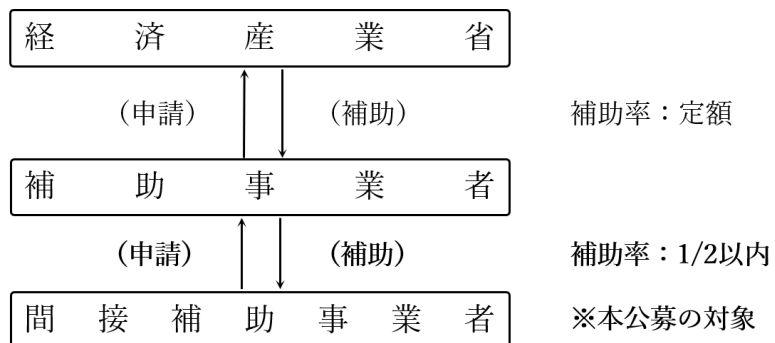 経済産業省
（申請） （補助） 補助率：定額
補助事業者
（申請） （補助） 補助率：1/2以内
間接補助事業者 ※本公募の対象